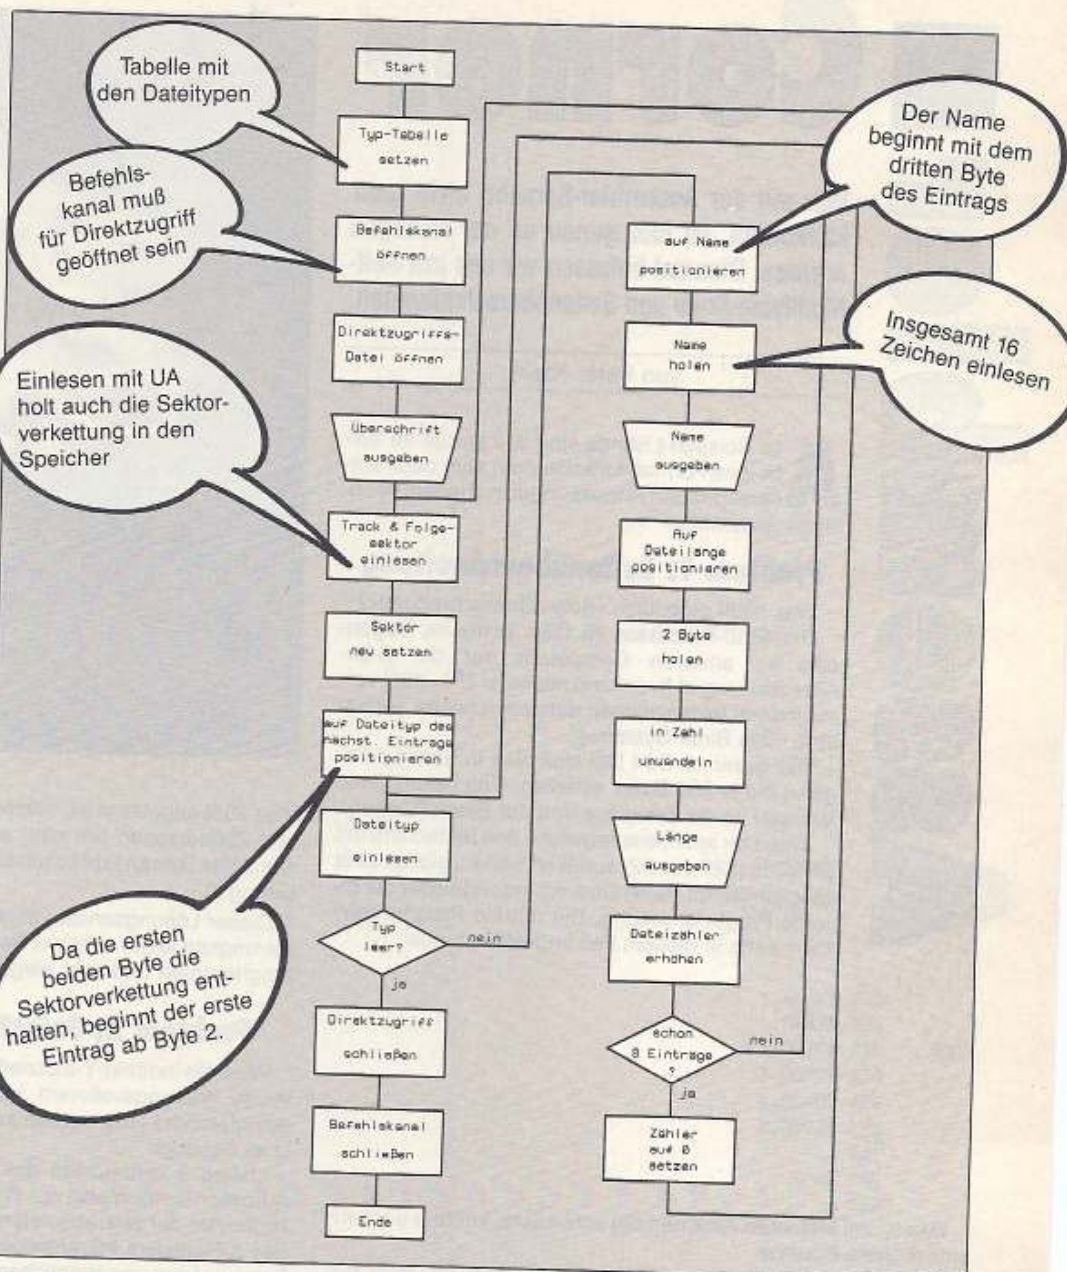 Tabelle mit
den Dateitypen
Befehls-
kanal muß
für Direktzugriff
geöffnet sein
Einlesen mit UA
holt auch die Sektor-
verkettung in den
Speicher
Da die ersten
beiden Byte die
Sektorverkettung ent-
halten, beginnt der erste
Eintrag ab Byte 2.
Start
Typ-Tabelle
setzen
Befehlskanal
öffnen
Direktzugriffs-
Datei öffnen
Überschrift
ausgeben
Track & Folge-
sektor
einlesen
Sektor
neu setzen
auf Dateityp des
nächst. Eintrags
positionieren
Dateityp
einlesen
Typ
leer?
nein
ja
Direktzugriff
schließen
Befehlskanal
schließen
Ende
auf Name
positionieren
Name
holen
Name
ausgeben
Auf
Dateilänge
positionieren
2 Byte
holen
in Zahl
umwandeln
Länge
ausgeben
Dateizähler
erhöhen
schon
8 Einträge
?
nein
ja
Zähler
auf 0
setzen
Der Name
beginnt mit dem
dritten Byte
des Eintrags
Insgesamt 16
Zeichen einlesen